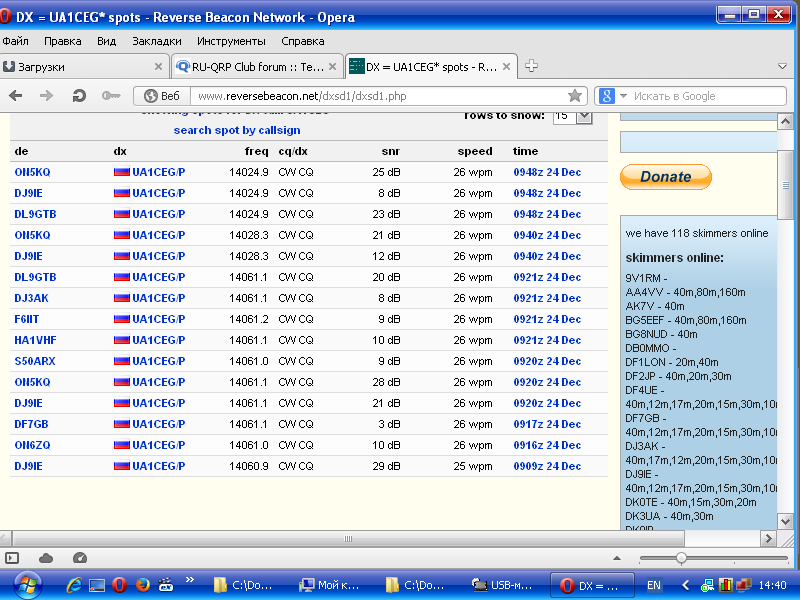 DX = UA1CEG* spots - Reverse Beacon Network - Opera
Файл Правка Вид Закладки Инструменты Справка
Загрузки RU-QRP Club forum :: Те... DX = UA1CEG* spots - R...
Веб www.reversebeacon.net/dxsd1/dxsd1.php Искать в Google
rows to show: 15
search spot by callsign
de dx freq cq/dx snr speed time
ON5KQ UA1CEG/P 14024.9 CW CQ 25 dB 26 wpm 0948z 24 Dec
DJ9IE UA1CEG/P 14024.9 CW CQ 8 dB 26 wpm 0948z 24 Dec
DL9GTB UA1CEG/P 14024.9 CW CQ 23 dB 26 wpm 0948z 24 Dec
ON5KQ UA1CEG/P 14028.3 CW CQ 21 dB 26 wpm 0940z 24 Dec
DJ9IE UA1CEG/P 14028.3 CW CQ 12 dB 26 wpm 0940z 24 Dec
DL9GTB UA1CEG/P 14061.1 CW CQ 20 dB 26 wpm 0921z 24 Dec
DJ3AK UA1CEG/P 14061.1 CW CQ 8 dB 26 wpm 0921z 24 Dec
F6IIT UA1CEG/P 14061.2 CW CQ 9 dB 26 wpm 0921z 24 Dec
HA1VHF UA1CEG/P 14061.1 CW CQ 10 dB 26 wpm 0921z 24 Dec
S50ARX UA1CEG/P 14061.0 CW CQ 9 dB 26 wpm 0920z 24 Dec
ON5KQ UA1CEG/P 14061.1 CW CQ 28 dB 26 wpm 0920z 24 Dec
DJ9IE UA1CEG/P 14061.1 CW CQ 21 dB 26 wpm 0920z 24 Dec
DF7GB UA1CEG/P 14061.1 CW CQ 3 dB 26 wpm 0917z 24 Dec
ON6ZQ UA1CEG/P 14061.0 CW CQ 10 dB 26 wpm 0916z 24 Dec
DJ9IE UA1CEG/P 14060.9 CW CQ 29 dB 25 wpm 0909z 24 Dec
Donate
we have 118 skimmers online
skimmers online:
9V1RM -
AA4VV - 40m,80m,160m
AK7V - 40m
BG5EEF - 40m,80m,160m
BG8NUD - 40m
DB0MMO -
DF1LON - 20m,40m
DF2JP - 40m,20m,30m
DF4UE -
40m,12m,17m,20m,15m,30m,10m
DF7GB -
40m,12m,17m,20m,15m,30m,10m
DJ3AK -
40m,17m,12m,20m,15m,30m,10m
DJ9IE -
40m,12m,17m,20m,15m,30m,10m
DK0TE - 40m,15m,30m,20m
DK3UA - 40m,30m
C:\Do... Мой к... C:\Do... USB-м... DX = ... EN 14:40